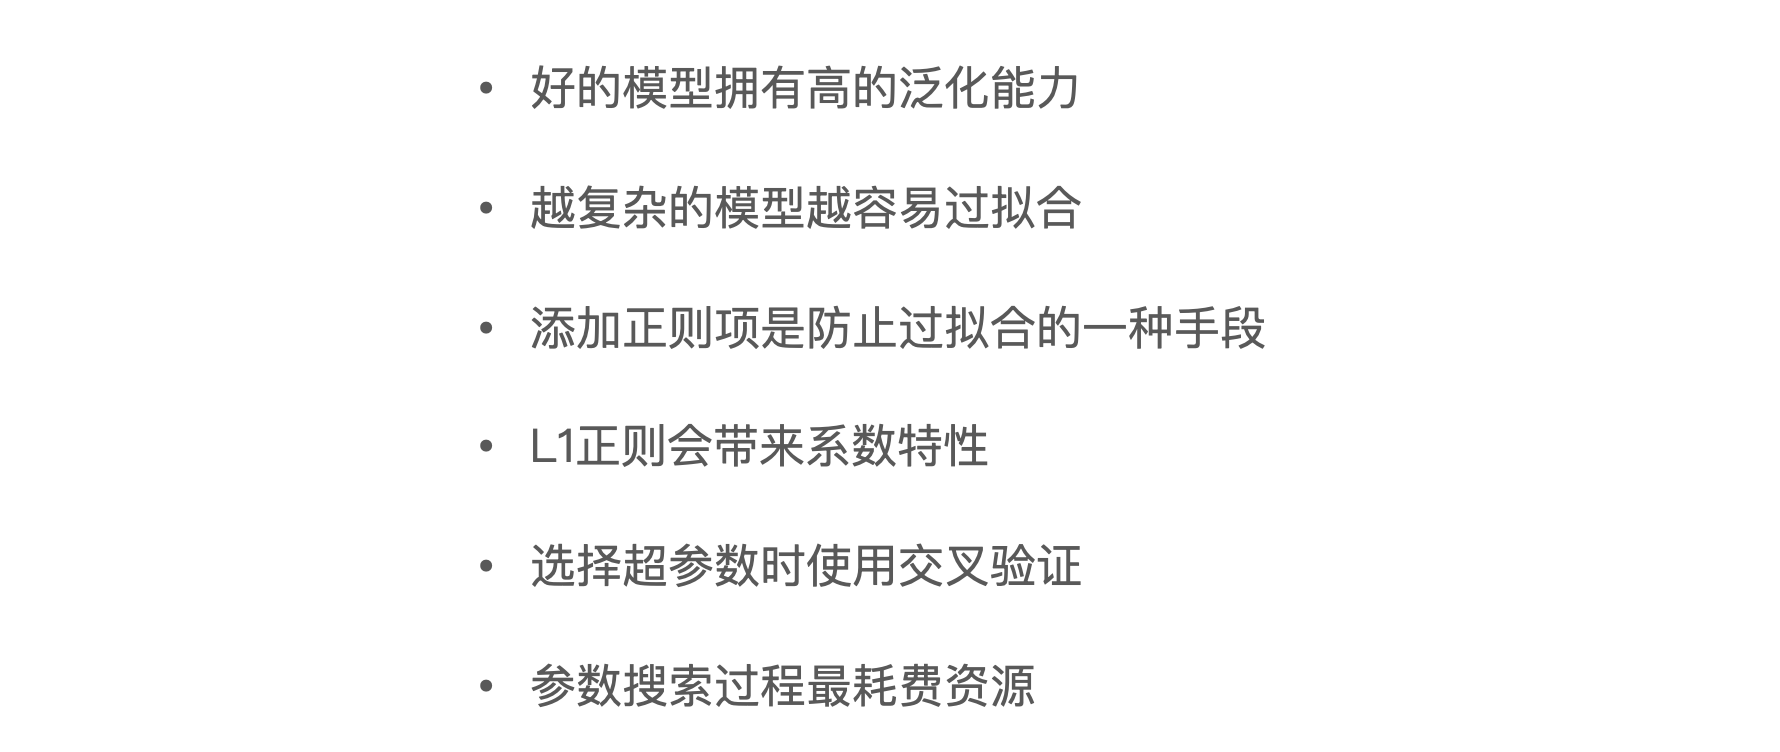 • 好的模型拥有高的泛化能力
• 越复杂的模型越容易过拟合
• 添加正则项是防止过拟合的一种手段
• L1正则会带来系数特性
• 选择超参数时使用交叉验证
• 参数搜索过程最耗费资源